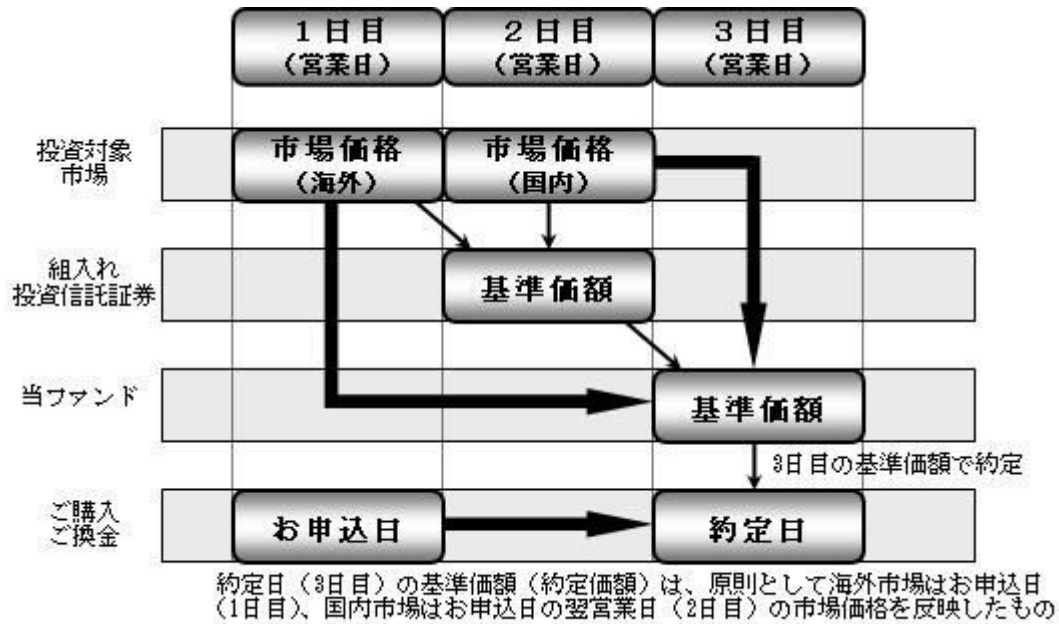 １日目
（営業日）
２日目
（営業日）
３日目
（営業日）
投資対象
市場
市場価格
（海外）
市場価格
（国内）
組入れ
投資信託証券
基準価額
当ファンド
基準価額
3日目の基準価額で約定
ご購入
ご換金
お申込日
約定日
約定日（3日目）の基準価額（約定価額）は、原則として海外市場はお申込日
（1日目）、国内市場はお申込日の翌営業日（2日目）の市場価格を反映したもの